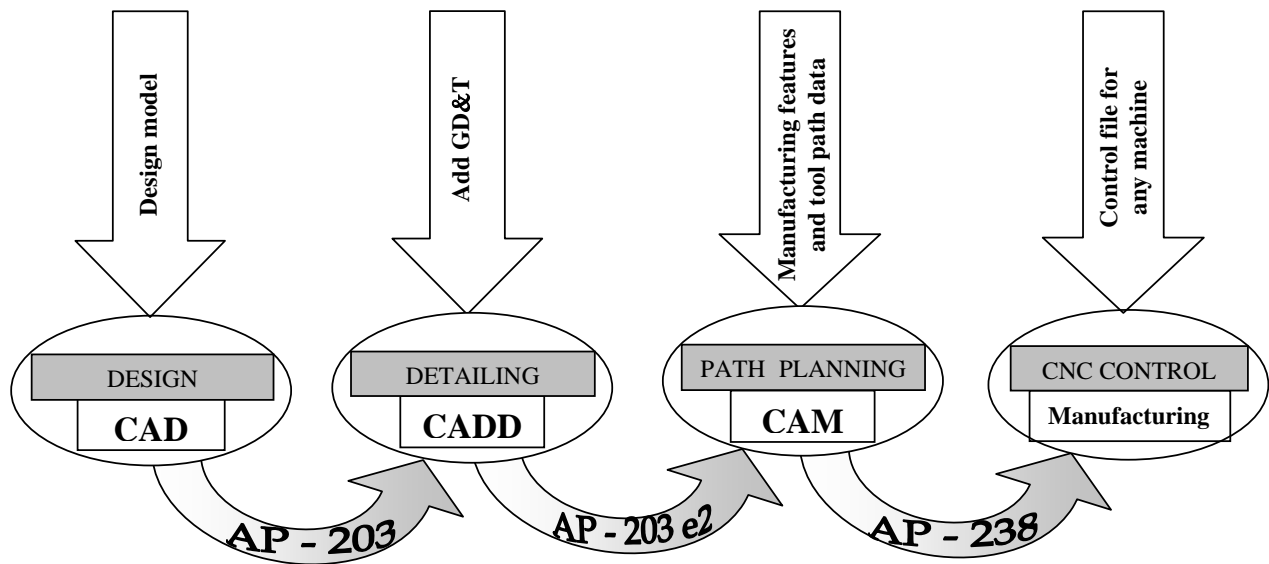 Design model
Add GD&T
Manufacturing features
and tool path data
Control file for
any machine
DESIGN
CAD
DETAILING
CADD
PATH PLANNING
CAM
CNC CONTROL
Manufacturing
AP - 203
AP - 203 e2
AP - 238